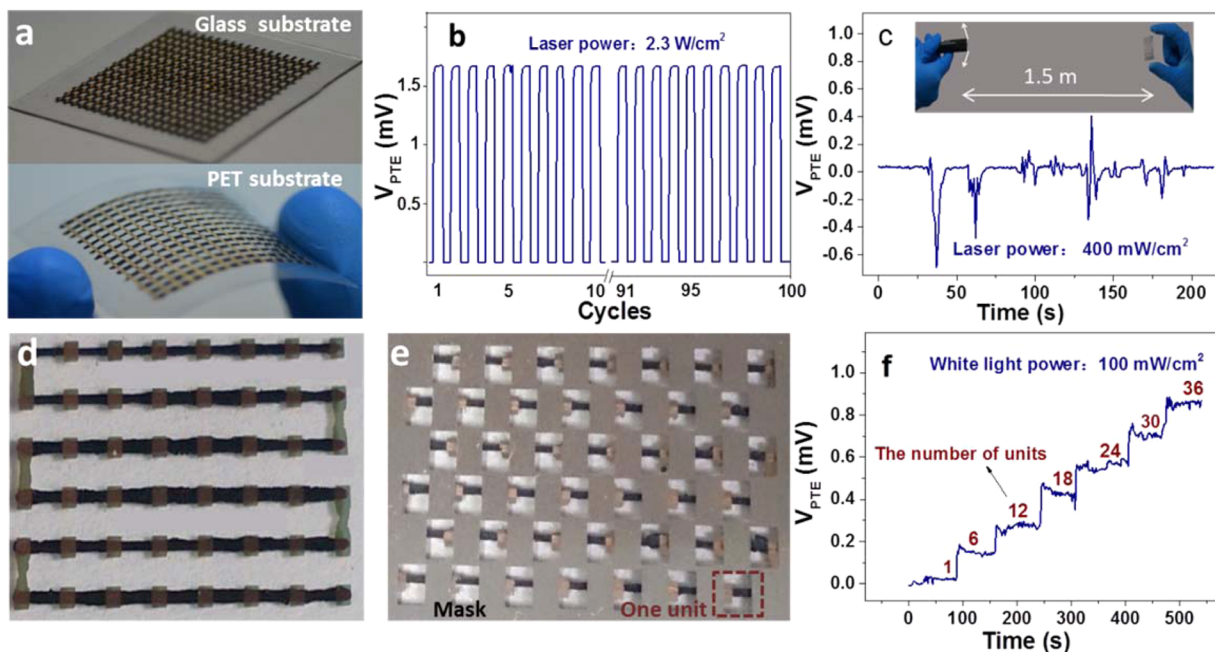 a
Glass substrate
PET substrate
b
Laser power: 2.3 W/cm²
V_PTE (mV)
1.5
1
0.5
1 5 10 91 95 100
Cycles
c
1.5 m
V_PTE (mV)
1.0
0.8
0.6
0.4
0.2
0.0
-0.2
-0.4
-0.6
Laser power: 400 mW/cm²
0 50 100 150 200
Time (s)
d
e
Mask
One unit
f
White light power: 100 mW/cm²
V_PTE (mV)
1.0
0.8
0.6
0.4
0.2
0.0
The number of units
1
6
12
18
24
30
36
0 100 200 300 400 500
Time (s)